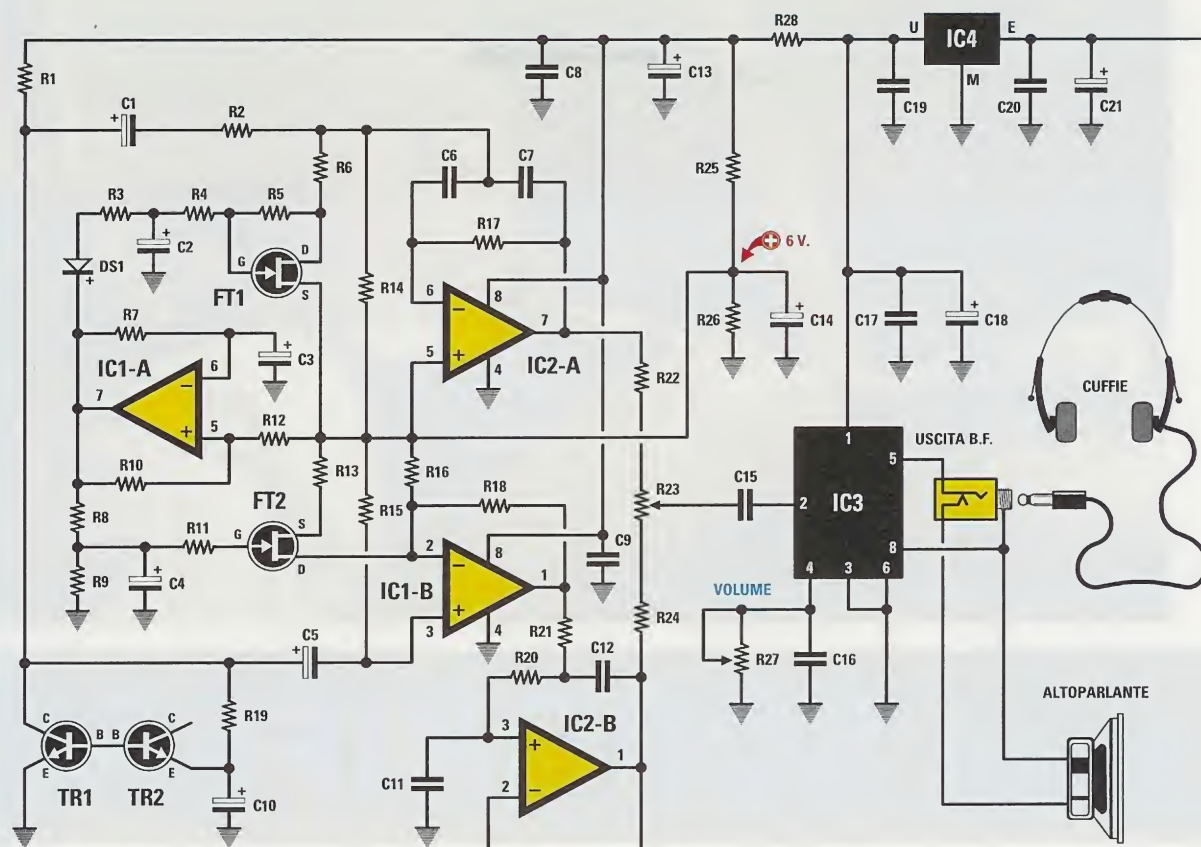 R1
C1
R2
R6
C8
C13
R28
U
IC4
E
M
C19
C20
C21
R3
R4
R5
C2
DS1
G
D
S
FT1
R14
C6
C7
R17
R25
6 V.
R26
C14
C17
C18
R7
IC1-A
6
7
5
C3
R12
R10
R13
6
8
7
5
4
IC2-A
R22
CUFFIE
USCITA B.F.
R8
FT2
R11
G
S
D
R9
C4
R16
R15
R18
IC1-B
2
8
1
3
4
C9
R23
C15
1
5
2
IC3
8
4
3
6
VOLUME
R27
C16
C5
R21
R24
R20
C12
R19
C
B
B
C
E
E
TR1
TR2
C10
IC2-B
C11
3
1
2
ALTOPARLANTE